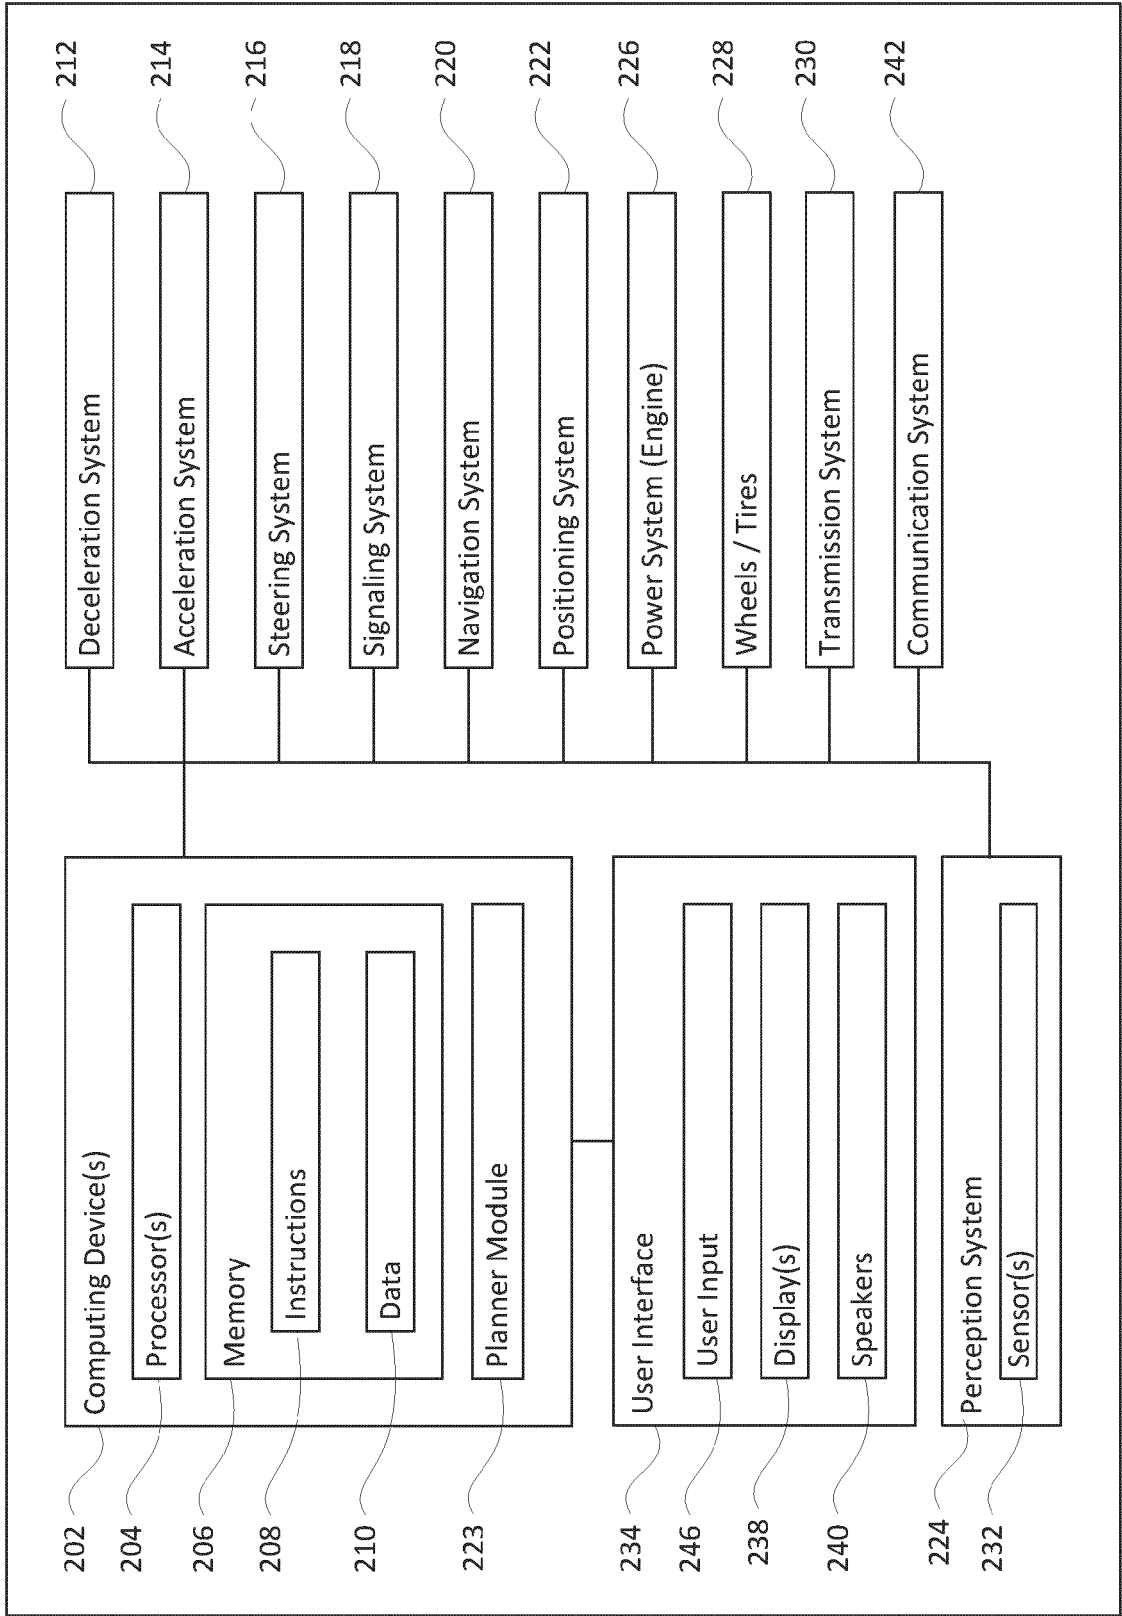 Computing Device(s)
202
Processor(s)
204
Memory
206
Instructions
208
Data
210
Planner Module
223
User Interface
234
User Input
246
Display(s)
238
Speakers
240
Perception System
224
Sensor(s)
232
Deceleration System
212
Acceleration System
214
Steering System
216
Signaling System
218
Navigation System
220
Positioning System
222
Power System (Engine)
226
Wheels / Tires
228
Transmission System
230
Communication System
242